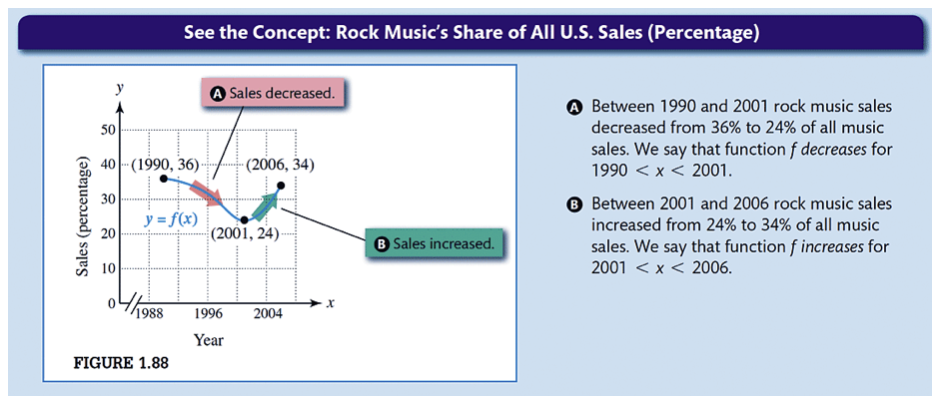 See the Concept: Rock Music's Share of All U.S. Sales (Percentage)
y
A Sales decreased.
50
40
(1990, 36)
(2006, 34)
30
y = f(x)
20
(2001, 24)
B Sales increased.
10
0
x
1988
1996
2004
Sales (percentage)
Year
FIGURE 1.88
A Between 1990 and 2001 rock music sales
decreased from 36% to 24% of all music
sales. We say that function f decreases for
1990 < x < 2001.
B Between 2001 and 2006 rock music sales
increased from 24% to 34% of all music
sales. We say that function f increases for
2001 < x < 2006.